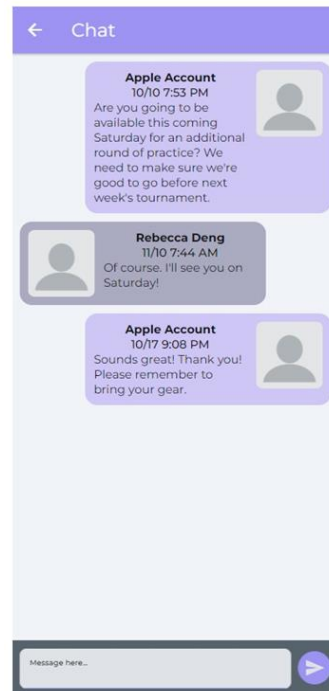 Chat
Apple Account
10/10 7:53 PM
Are you going to be
available this coming
Saturday for an additional
round of practice? We
need to make sure we're
good to go before next
week's tournament.
Rebecca Deng
11/10 7:44 AM
Of course. I'll see you on
Saturday!
Apple Account
10/17 9:08 PM
Sounds great! Thank you!
Please remember to
bring your gear.
Message here...